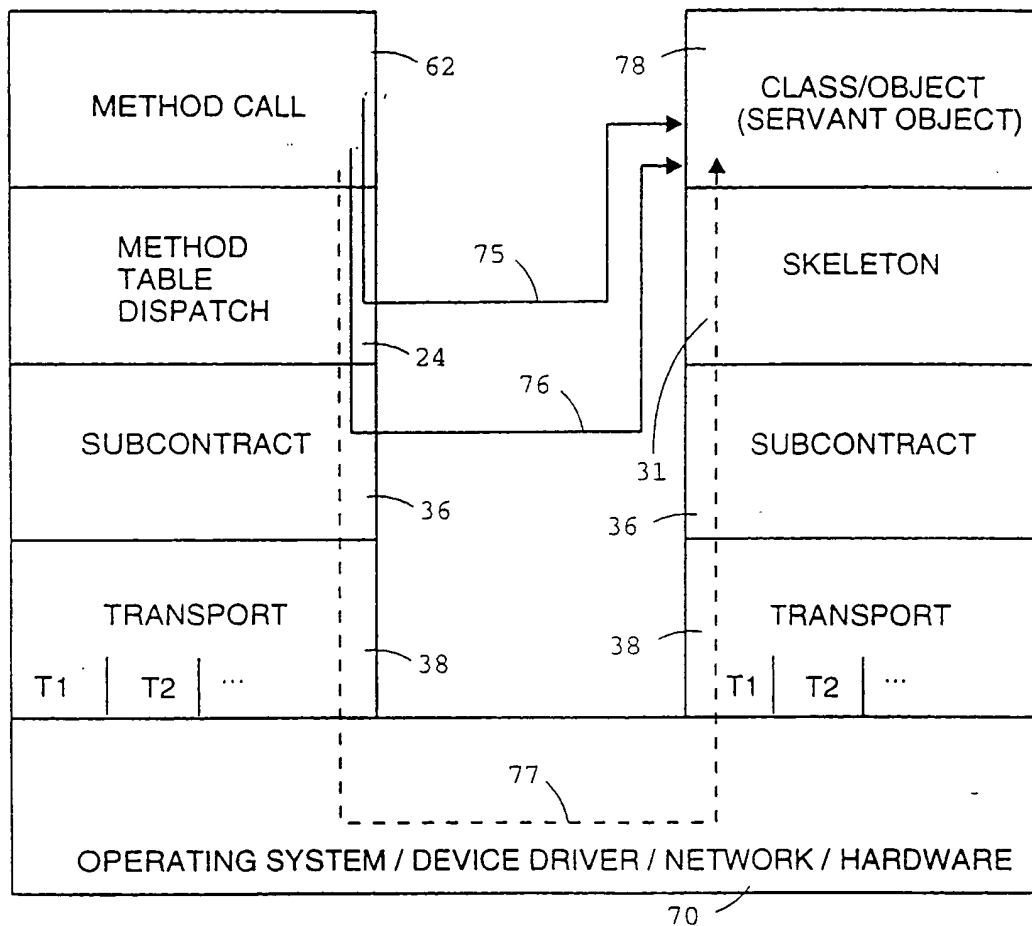 62
METHOD CALL
78
CLASS/OBJECT
(SERVANT OBJECT)
METHOD
TABLE
DISPATCH
75
24
76
SKELETON
31
SUBCONTRACT
36
SUBCONTRACT
36
TRANSPORT
38
T1 T2 ...
TRANSPORT
38
T1 T2 ...
77
OPERATING SYSTEM / DEVICE DRIVER / NETWORK / HARDWARE
70